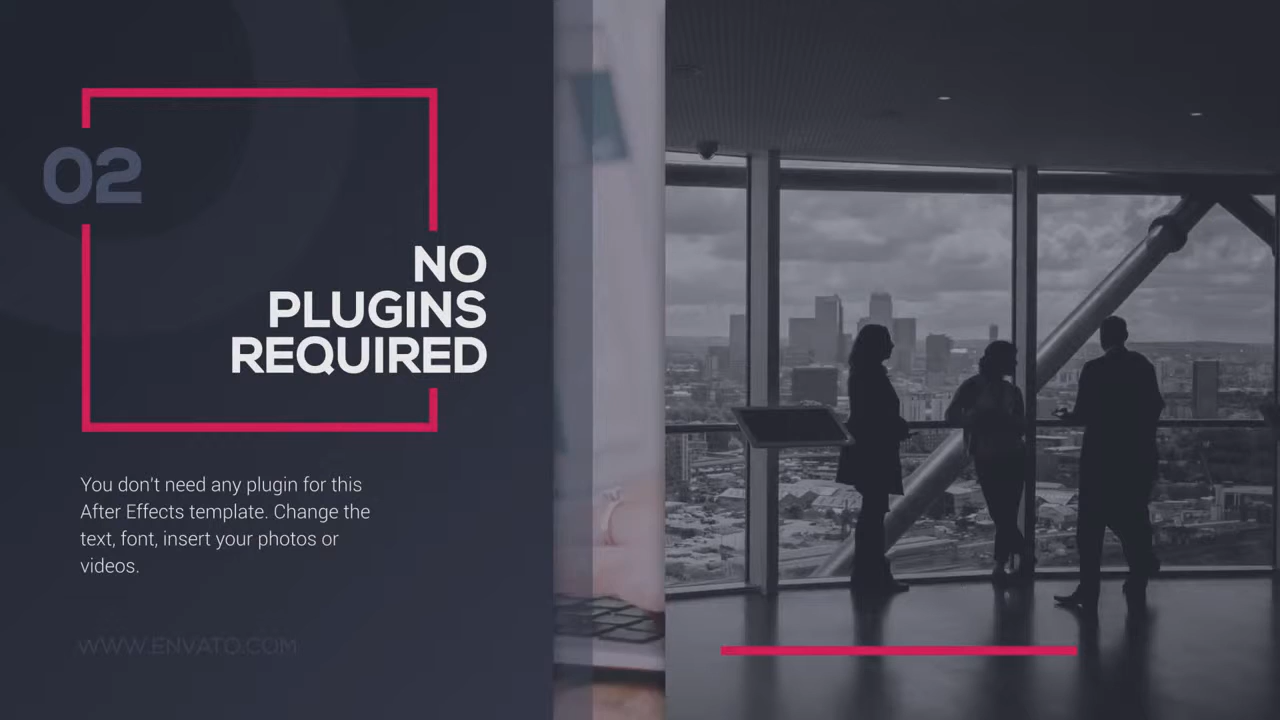 02
NO
PLUGINS
REQUIRED
You don't need any plugin for this
After Effects template. Change the
text, font, insert your photos or
videos.
WWW.ENVATO.COM